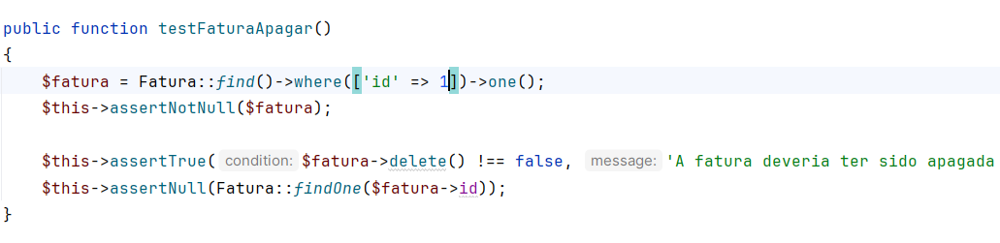 public function testFaturaApagar()
{
$fatura = Fatura::find()->where(['id' => 1])->one();
$this->assertNotNull($fatura);
$this->assertTrue( condition: $fatura->delete() !== false, message: 'A fatura deveria ter sido apagada
$this->assertNull(Fatura::findOne($fatura->id));
}